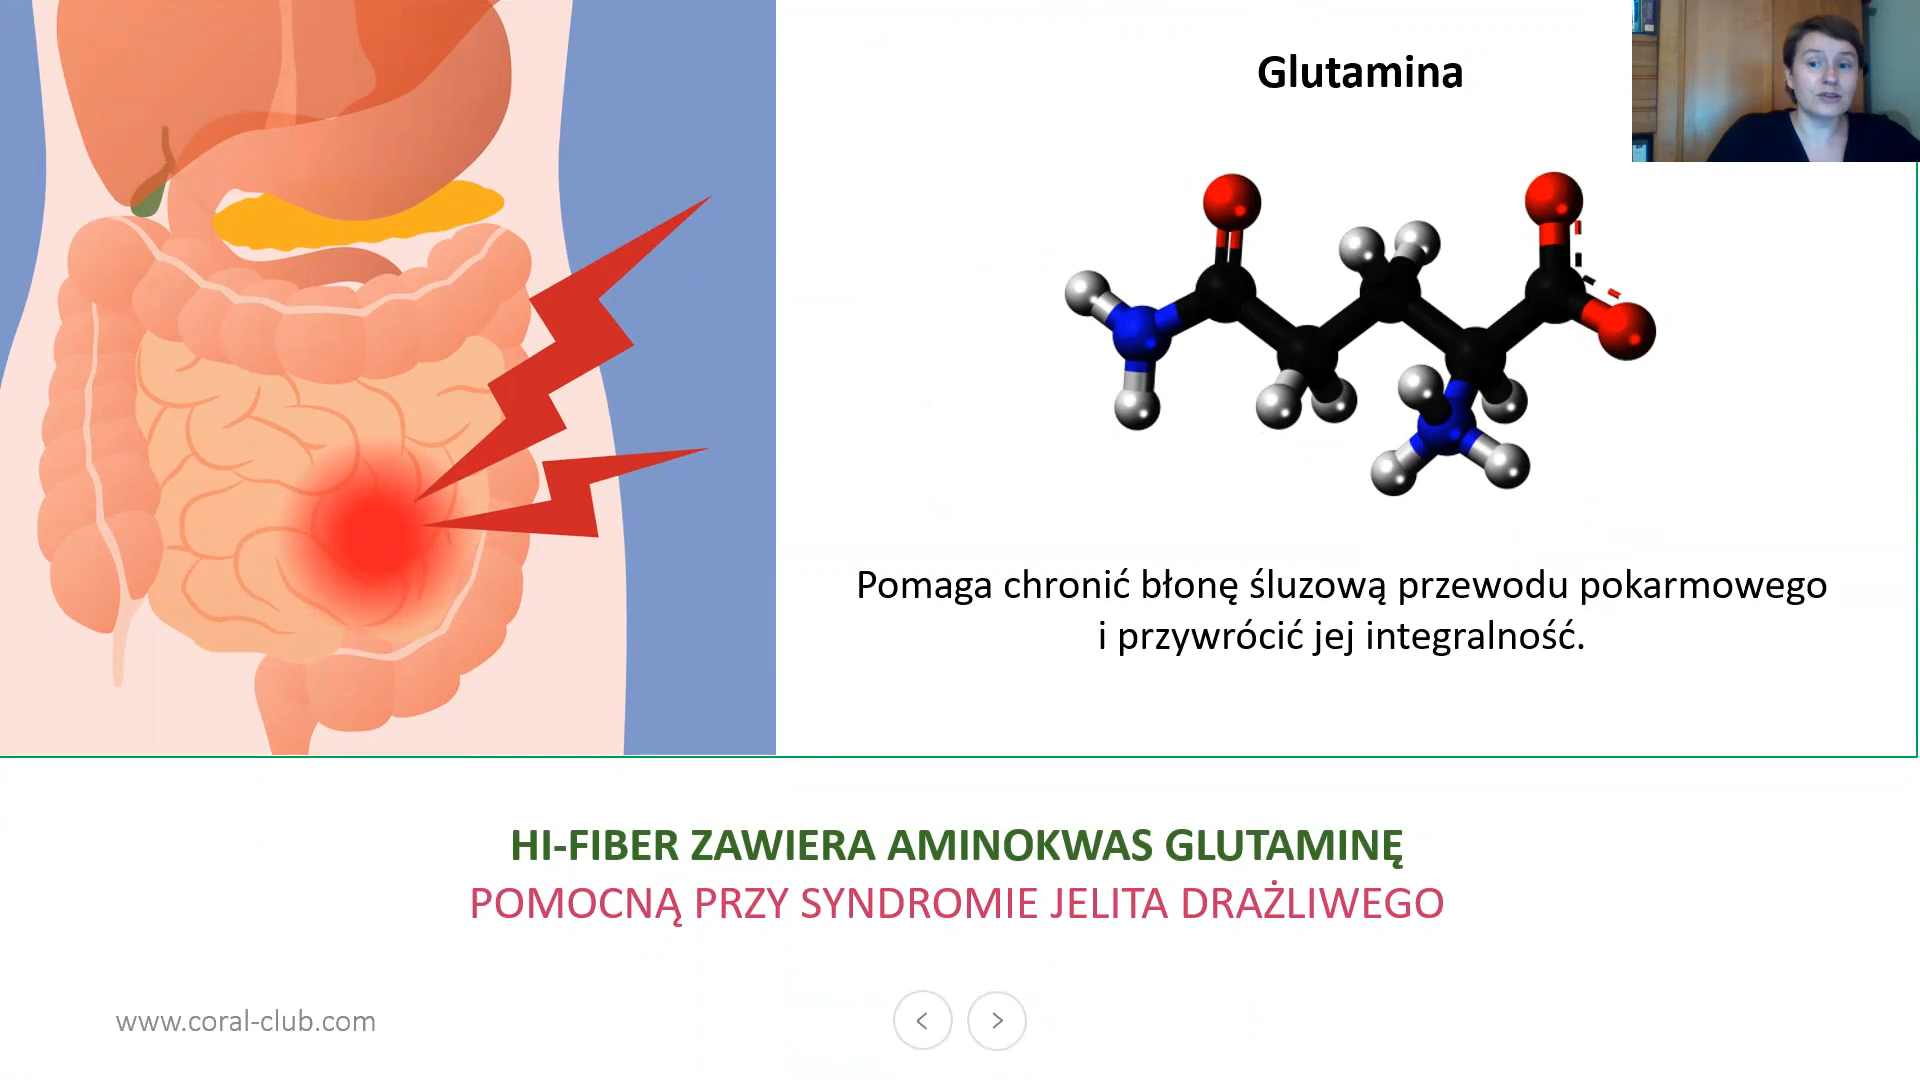 Glutamina
Pomaga chronić błonę śluzową przewodu pokarmowego
i przywrócić jej integralność.
HI-FIBER ZAWIERA AMINOKWAS GLUTAMINĘ
POMOCNĄ PRZY SYNDROMIE JELITA DRAŻLIWEGO
www.coral-club.com